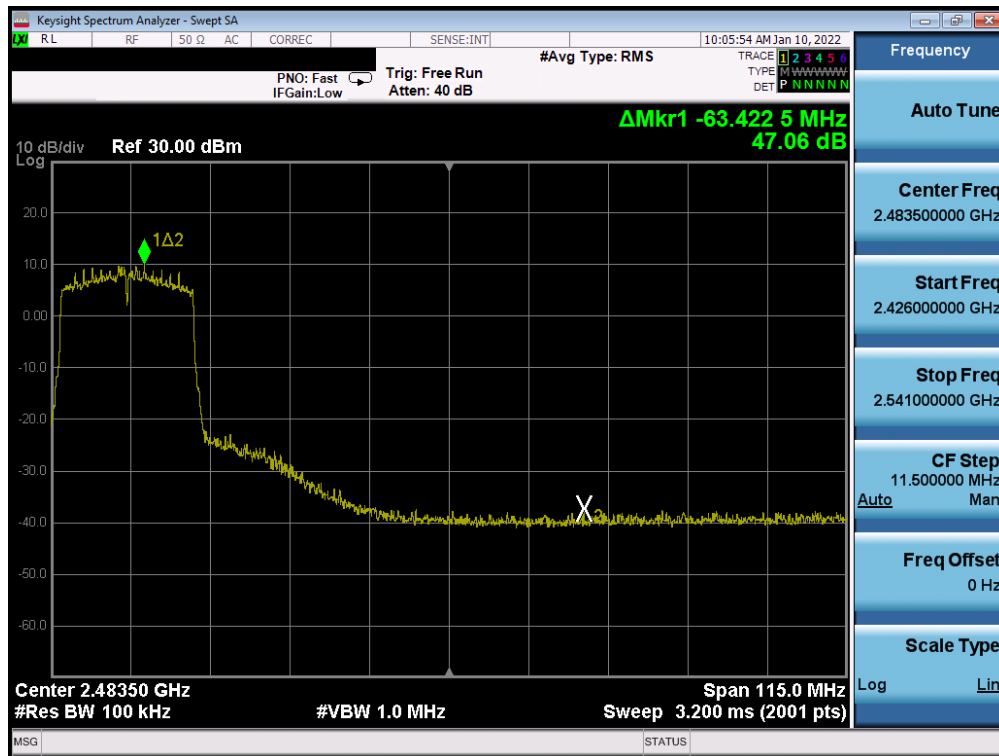 Keysight Spectrum Analyzer - Swept SA
LXI RL RF 50 Ω AC CORREC SENSE:INT 10:05:54 AM Jan 10, 2022
#Avg Type: RMS TRACE 1 2 3 4 5 6
PNO: Fast Trig: Free Run TYPE M WWWWW
IFGain:Low Atten: 40 dB DET P N N N N N
ΔMkr1 -63.422 5 MHz
47.06 dB
10 dB/div Ref 30.00 dBm
Log
20.0
1Δ2
10.0
0.00
-10.0
-20.0
-30.0
-40.0
-50.0
-60.0
Center 2.48350 GHz Span 115.0 MHz
#Res BW 100 kHz #VBW 1.0 MHz Sweep 3.200 ms (2001 pts)
MSG STATUS
Frequency
Auto Tune
Center Freq
2.483500000 GHz
Start Freq
2.426000000 GHz
Stop Freq
2.541000000 GHz
CF Step
11.500000 MHz
Auto Man
Freq Offset
0 Hz
Scale Type
Log Lin